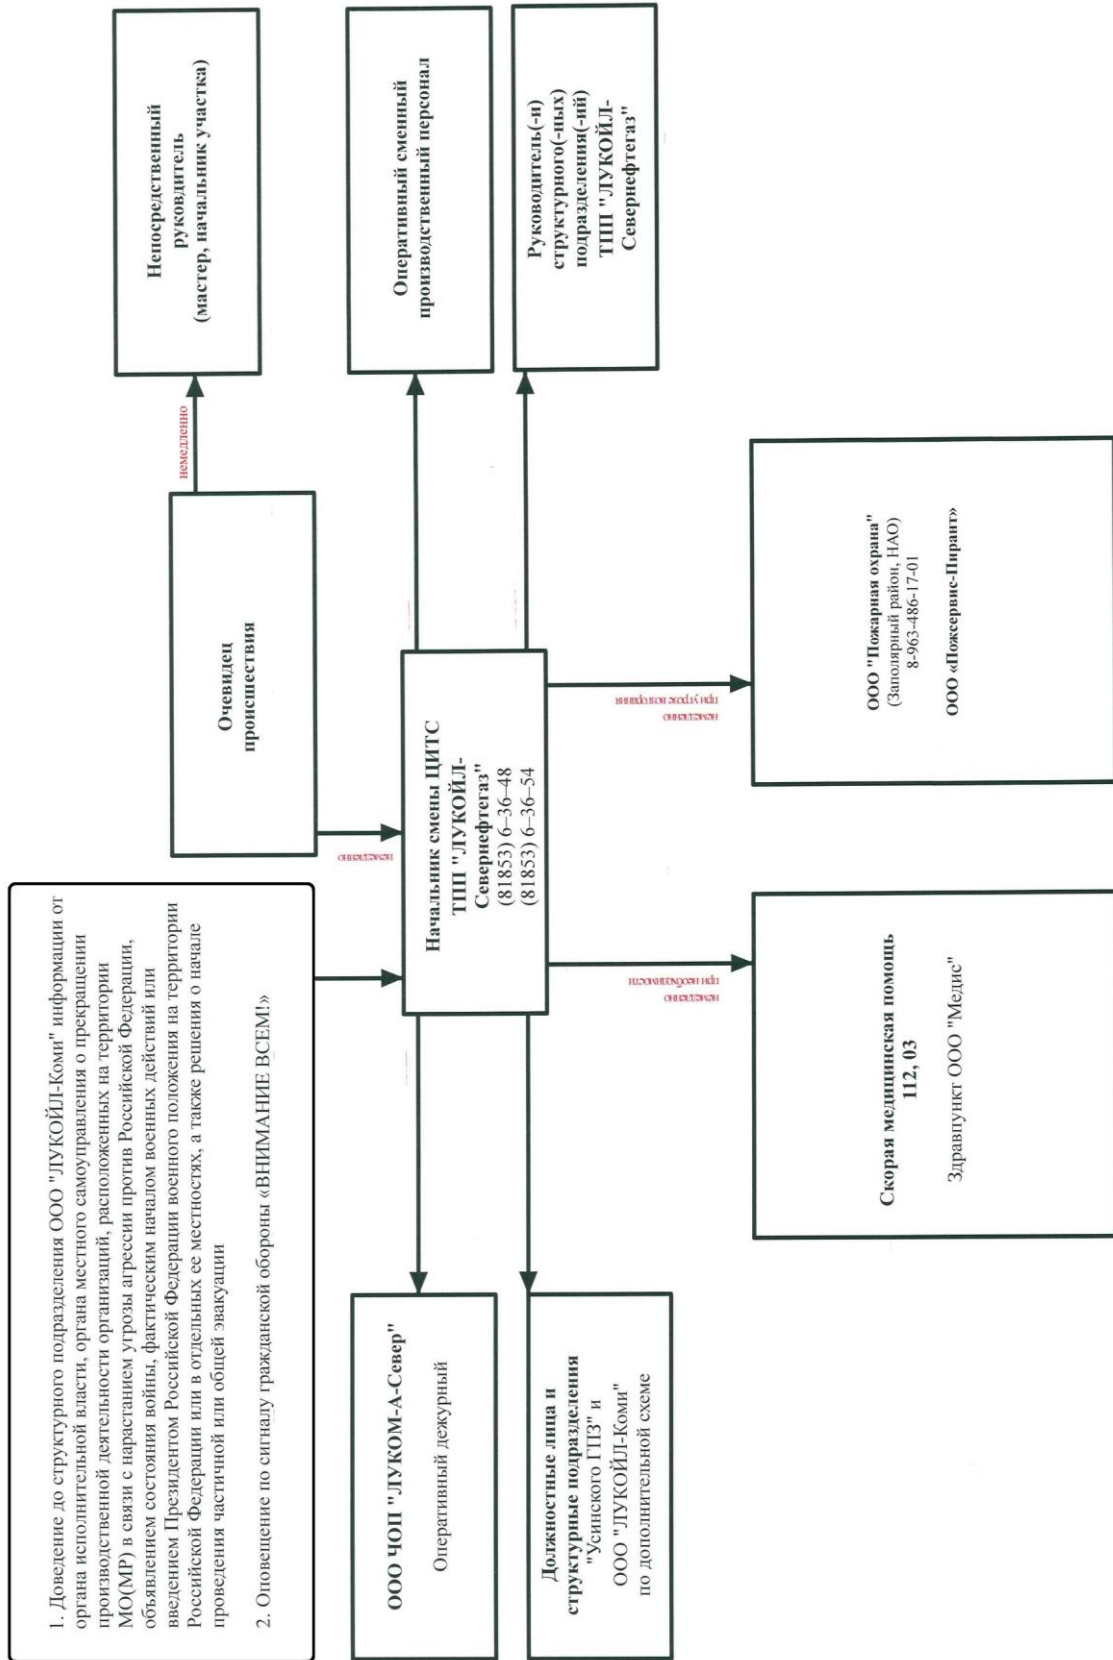 1. Доведение до структурного подразделения ООО "ЛУКОЙЛ-Коми" информации от
органа исполнительной власти, органа местного самоуправления о прекращении
производственной деятельности организаций, расположенных на территории
МО(МР) в связи с нарастанием угрозы агрессии против Российской Федерации,
объявлением состояния войны, фактическим началом военных действий или
введением Президентом Российской Федерации военного положения на территории
Российской Федерации или в отдельных ее местностях, а также решения о начале
проведения частичной или общей эвакуации
2. Оповещение по сигналу гражданской обороны «ВНИМАНИЕ ВСЕМ!»
Очевидец
происшествия
немедленно
Непосредственный
руковдитель
(мастер, начальник участка)
немедленно
ООО ЧОП "ЛУКОМ-А-Север"
Оперативный дежурный
Должностные лица и
структурные подразделения
"Усинского ГПЗ" и
ООО "ЛУКОЙЛ-Коми"
по дополнительной схеме
Начальник смены ЦИТС
ТПП "ЛУКОЙЛ-
Севернефтегаз"
(81853) 6–36–48
(81853) 6–36–54
Оперативный сменный
производственный персонал
Руководитель(-и)
структурного(-ных)
подразделения(-ий)
ТПП "ЛУКОЙЛ-
Севернефтегаз"
немедленно
при необходимости
немедленно
при угрозе возгорания
Скорая медицинская помощь
112, 03
Здравпункт ООО "Медис"
ООО "Пожарная охрана"
(Заполярный район, НАО)
8-963-486-17-01
ООО «Пожсервис-Пирант»